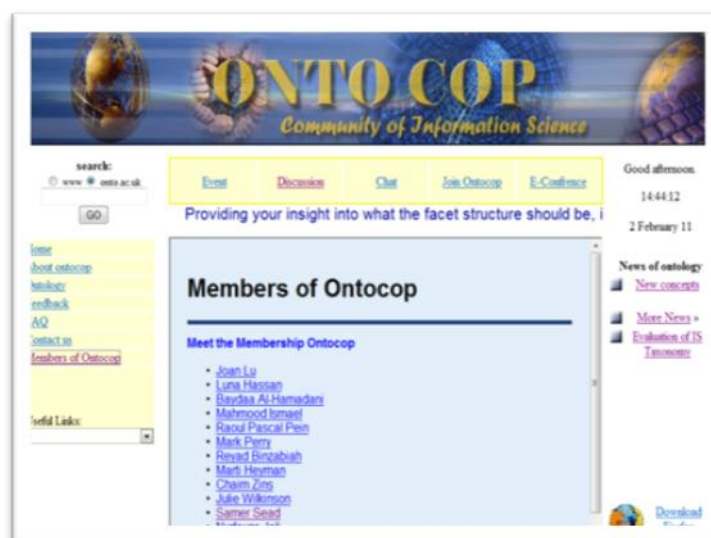 ONTO COP
Community of Information Science
search:
www onto.ac.uk
GO
Event
Discussion
Chat
Join Ontocop
E-Confrence
Good afternoon.
14:44:12
2 February 11
Providing your insight into what the facet structure should be, i
ome
bout ontocop
ntology
eedback
AQ
ontact us
embers of Ontocop
seful Links:
Members of Ontocop
Meet the Membership Ontocop
Joan Lu
Luna Hassan
Baydaa Al-Hamadani
Mahmood Ismael
Raoul Pascal Pein
Mark Perry
Reyad Binzabiah
Marti Heyman
Chaim Zins
Julie Wilkinson
Samer Sead
News of ontology
New concepts
More News »
Evaluation of IS
Taxonomy
Download